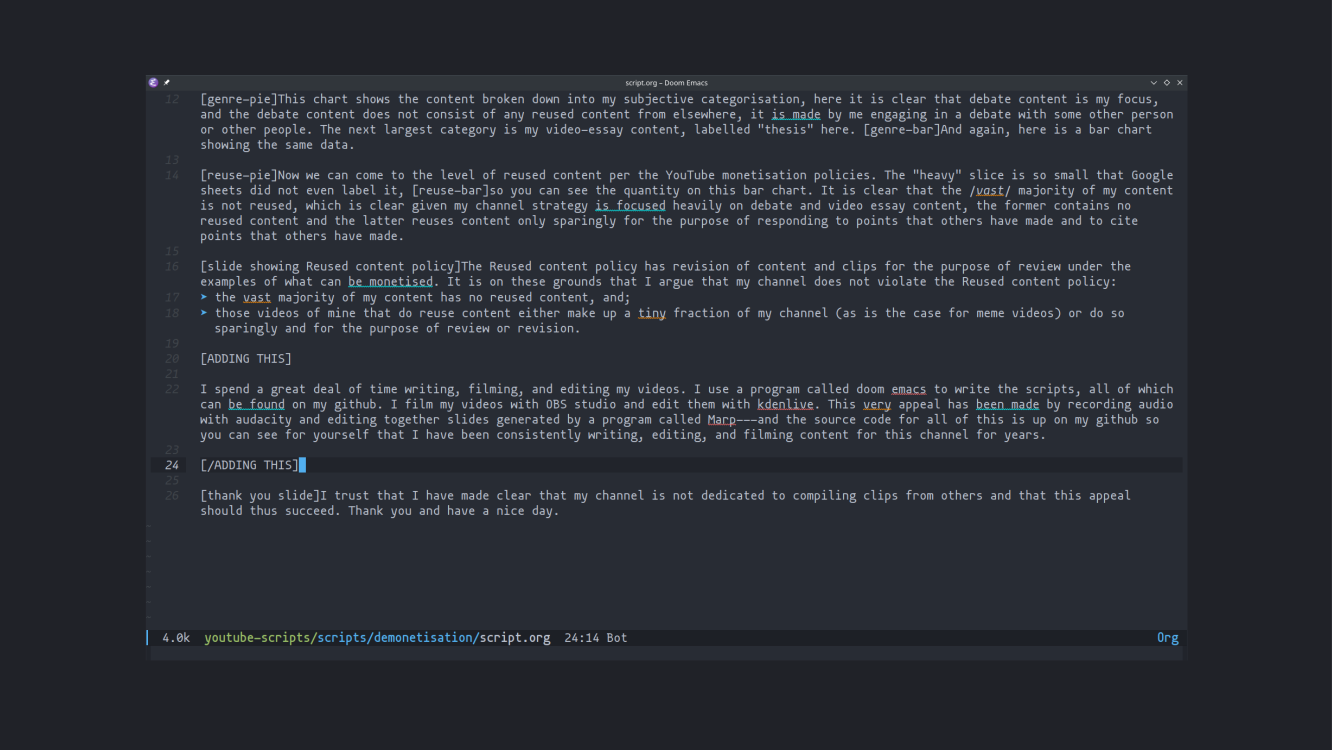 script.org – Doom Emacs
12 [genre-pie]This chart shows the content broken down into my subjective categorisation, here it is clear that debate content is my focus,
and the debate content does not consist of any reused content from elsewhere, it is made by me engaging in a debate with some other person
or other people. The next largest category is my video-essay content, labelled "thesis" here. [genre-bar]And again, here is a bar chart
showing the same data.
13
14 [reuse-pie]Now we can come to the level of reused content per the YouTube monetisation policies. The "heavy" slice is so small that Google
sheets did not even label it, [reuse-bar]so you can see the quantity on this bar chart. It is clear that the /vast/ majority of my content
is not reused, which is clear given my channel strategy is focused heavily on debate and video essay content, the former contains no
reused content and the latter reuses content only sparingly for the purpose of responding to points that others have made and to cite
points that others have made.
15
16 [slide showing Reused content policy]The Reused content policy has revision of content and clips for the purpose of review under the
examples of what can be monetised. It is on these grounds that I argue that my channel does not violate the Reused content policy:
17 ➤ the vast majority of my content has no reused content, and;
18 ➤ those videos of mine that do reuse content either make up a tiny fraction of my channel (as is the case for meme videos) or do so
sparingly and for the purpose of review or revision.
19
20 [ADDING THIS]
21
22 I spend a great deal of time writing, filming, and editing my videos. I use a program called doom emacs to write the scripts, all of which
can be found on my github. I film my videos with OBS studio and edit them with kdenlive. This very appeal has been made by recording audio
with audacity and editing together slides generated by a program called Marp---and the source code for all of this is up on my github so
you can see for yourself that I have been consistently writing, editing, and filming content for this channel for years.
23
24 [/ADDING THIS]
25
26 [thank you slide]I trust that I have made clear that my channel is not dedicated to compiling clips from others and that this appeal
should thus succeed. Thank you and have a nice day.
4.0k youtube-scripts/scripts/demonetisation/script.org 24:14 Bot Org